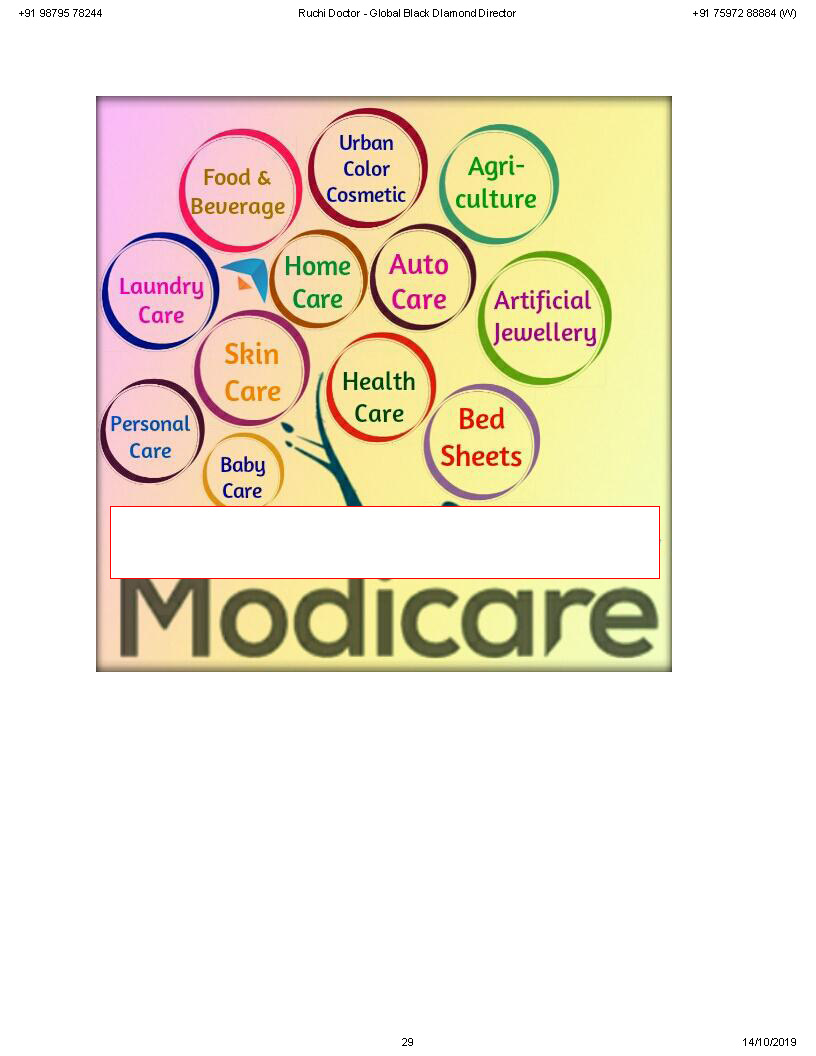 +91 98795 78244
Ruchi Doctor - Global Black DIamond Director
+91 75972 88884 (W)
Urban
Color
Cosmetic
Food &
Beverage
Agri-
culture
Laundry
Care
Home
Care
Auto
Care
Artificial
Jewellery
Skin
Care
Health
Care
Personal
Care
Bed
Sheets
Baby
Care
Modicare
29
14/10/2019